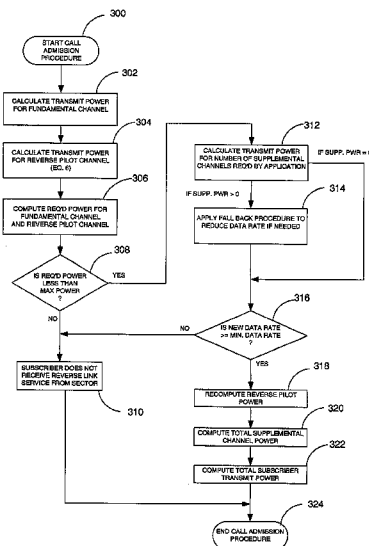 300
START CALL
ADMISSION
PROCEDURE
302
CALCULATE TRANSMIT POWER
FOR FUNDAMENTAL CHANNEL
304
CALCULATE TRANSMIT POWER
FOR REVERSE PILOT CHANNEL
(EQ. 6)
306
COMPUTE REQ'D POWER FOR
FUNDAMENTAL CHANNEL
AND REVERSE PILOT CHANNEL
308
IS REQ'D POWER
LESS THAN
MAX POWER
?
YES
NO
SUBSCRIBER DOES NOT
RECEIVE REVERSE LINK
SERVICE FROM SECTOR
310
312
CALCULATE TRANSMIT POWER
FOR NUMBER OF SUPPLEMENTAL
CHANNELS REQ'D BY APPLICATION
IF SUPP. PWR = 0
IF SUPP. PWR > 0
314
APPLY FALL BACK PROCEDURE TO
REDUCE DATA RATE IF NEEDED
316
IS NEW DATA RATE
>= MIN. DATA RATE
?
NO
YES
318
RECOMPUTE REVERSE PILOT
POWER
320
COMPUTE TOTAL SUPPLEMENTAL
CHANNEL POWER
322
COMPUTE TOTAL SUBSCRIBER
TRANSMIT POWER
324
END CALL ADMISSION
PROCEDURE